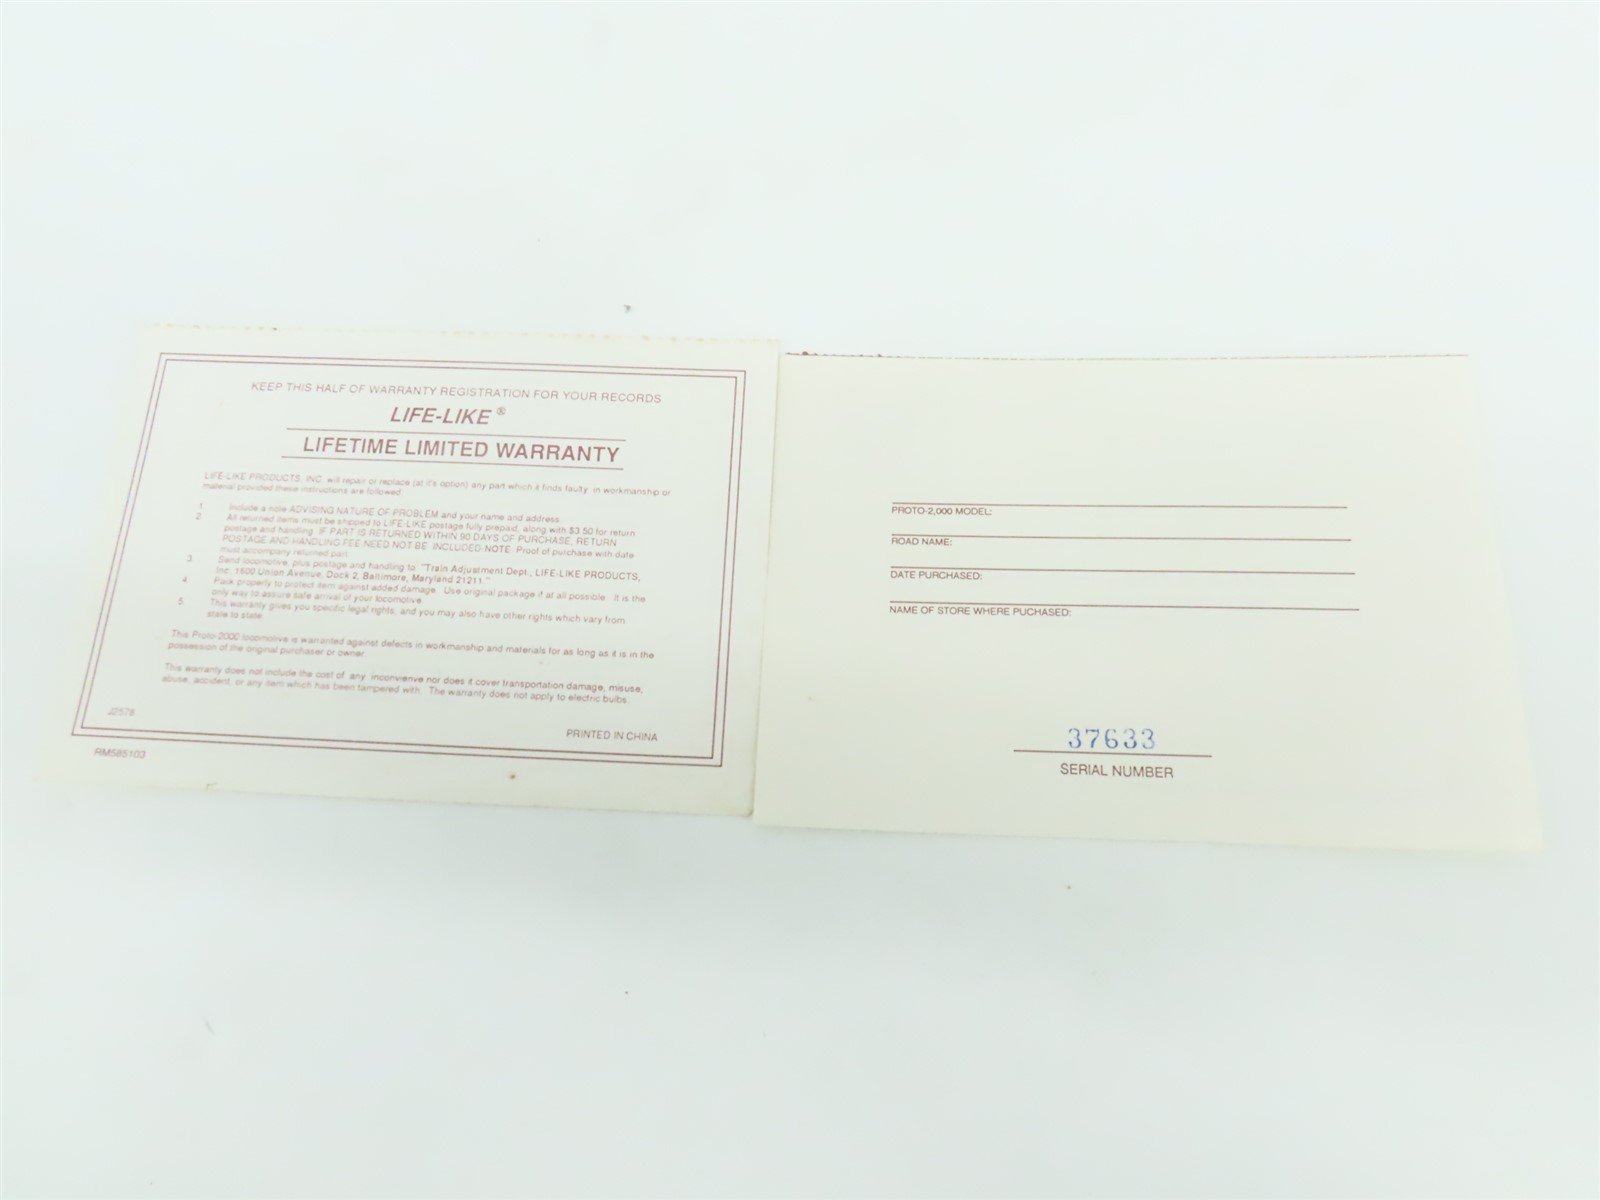 KEEP THIS HALF OF WARRANTY REGISTRATION FOR YOUR RECORDS
LIFE-LIKE ®
LIFETIME LIMITED WARRANTY
LIFE-LIKE PRODUCTS, INC. will repair or replace (at it's option) any part which it finds faulty in workmanship or
material provided these instructions are followed:
1. Include a note ADVISING NATURE OF PROBLEM and your name and address.
2. All returned items must be shipped to LIFE-LIKE postage fully prepaid, along with $3.50 for return
postage and handling. IF PART IS RETURNED WITHIN 90 DAYS OF PURCHASE, RETURN
POSTAGE AND HANDLING FEE NEED NOT BE INCLUDED NOTE: Proof of purchase with date
must accompany returned part.
3. Send locomotive, plus postage and handling to "Train Adjustment Dept., LIFE-LIKE PRODUCTS,
Inc. 1600 Union Avenue, Dock 2, Baltimore, Maryland 21211."
4. Pack properly to protect item against added damage. Use original package if at all possible. It is the
only way to assure safe arrival of your locomotive.
5. This warranty gives you specific legal rights, and you may also have other rights which vary from
state to state.
This Proto-2000 locomotive is warranted against defects in workmanship and materials for as long as it is in the
possession of the original purchaser or owner.
This warranty does not include the cost of any inconvienve nor does it cover transportation damage, misuse,
abuse, accident, or any item which has been tampered with. The warranty does not apply to electric bulbs.
J2578
PRINTED IN CHINA
RM585103
PROTO-2,000 MODEL:
ROAD NAME:
DATE PURCHASED:
NAME OF STORE WHERE PUCHASED:
37633
SERIAL NUMBER